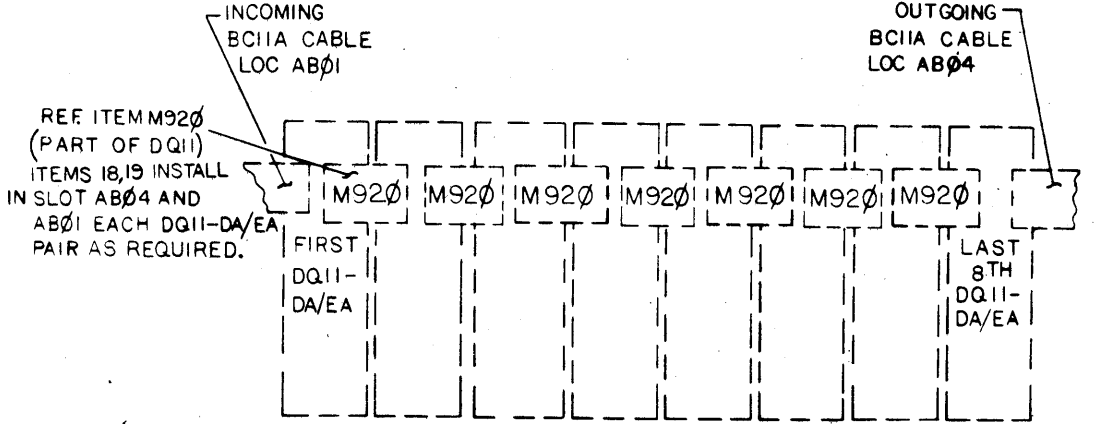 INCOMING
BC11A CABLE
LOC ABØ1
OUTGOING
BC11A CABLE
LOC ABØ4
REF. ITEM M92Ø
(PART OF DQ11)
ITEMS 18,19 INSTALL
IN SLOT ABØ4 AND
ABØ1 EACH DQ11-DA/EA
PAIR AS REQUIRED.
M92Ø M92Ø M92Ø M92Ø M92Ø M92Ø M92Ø
FIRST
DQ11-
DA/EA
LAST
8TH
DQ11-
DA/EA